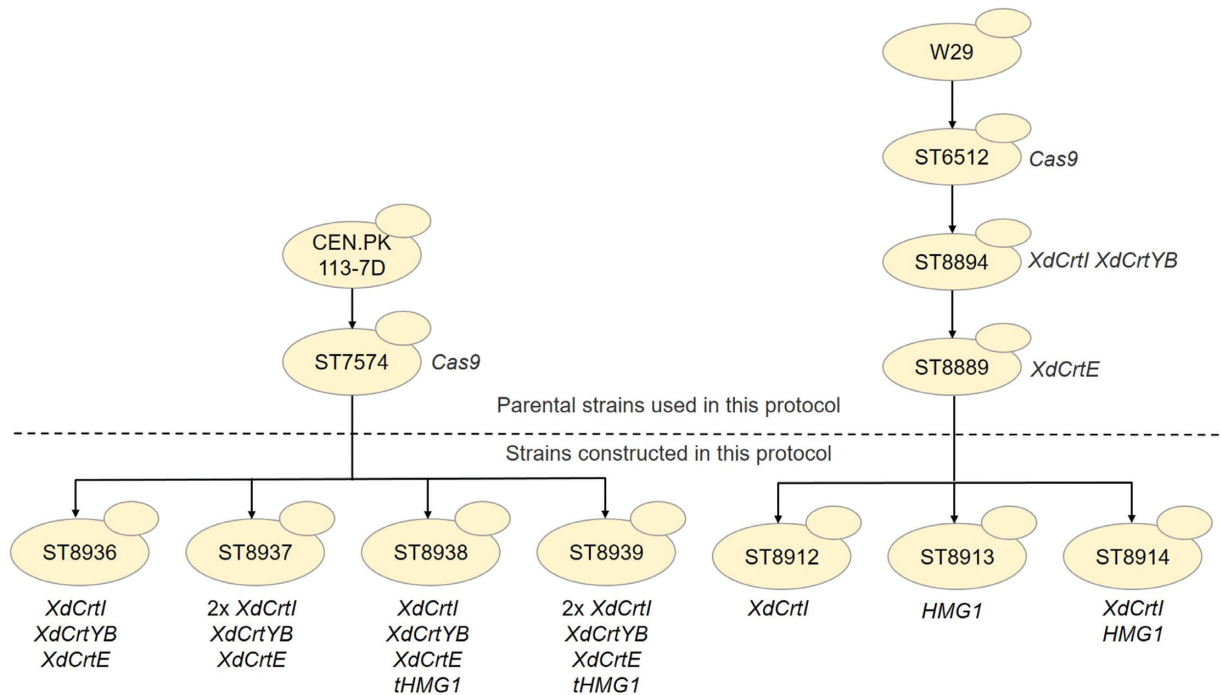 W29
ST6512
Cas9
CEN.PK
113-7D
ST8894
XdCrtI XdCrtYB
ST7574
Cas9
ST8889
XdCrtE
Parental strains used in this protocol
Strains constructed in this protocol
ST8936
ST8937
ST8938
ST8939
ST8912
ST8913
ST8914
XdCrtI
XdCrtYB
XdCrtE
2x XdCrtI
XdCrtYB
XdCrtE
XdCrtI
XdCrtYB
XdCrtE
tHMG1
2x XdCrtI
XdCrtYB
XdCrtE
tHMG1
XdCrtI
HMG1
XdCrtI
HMG1